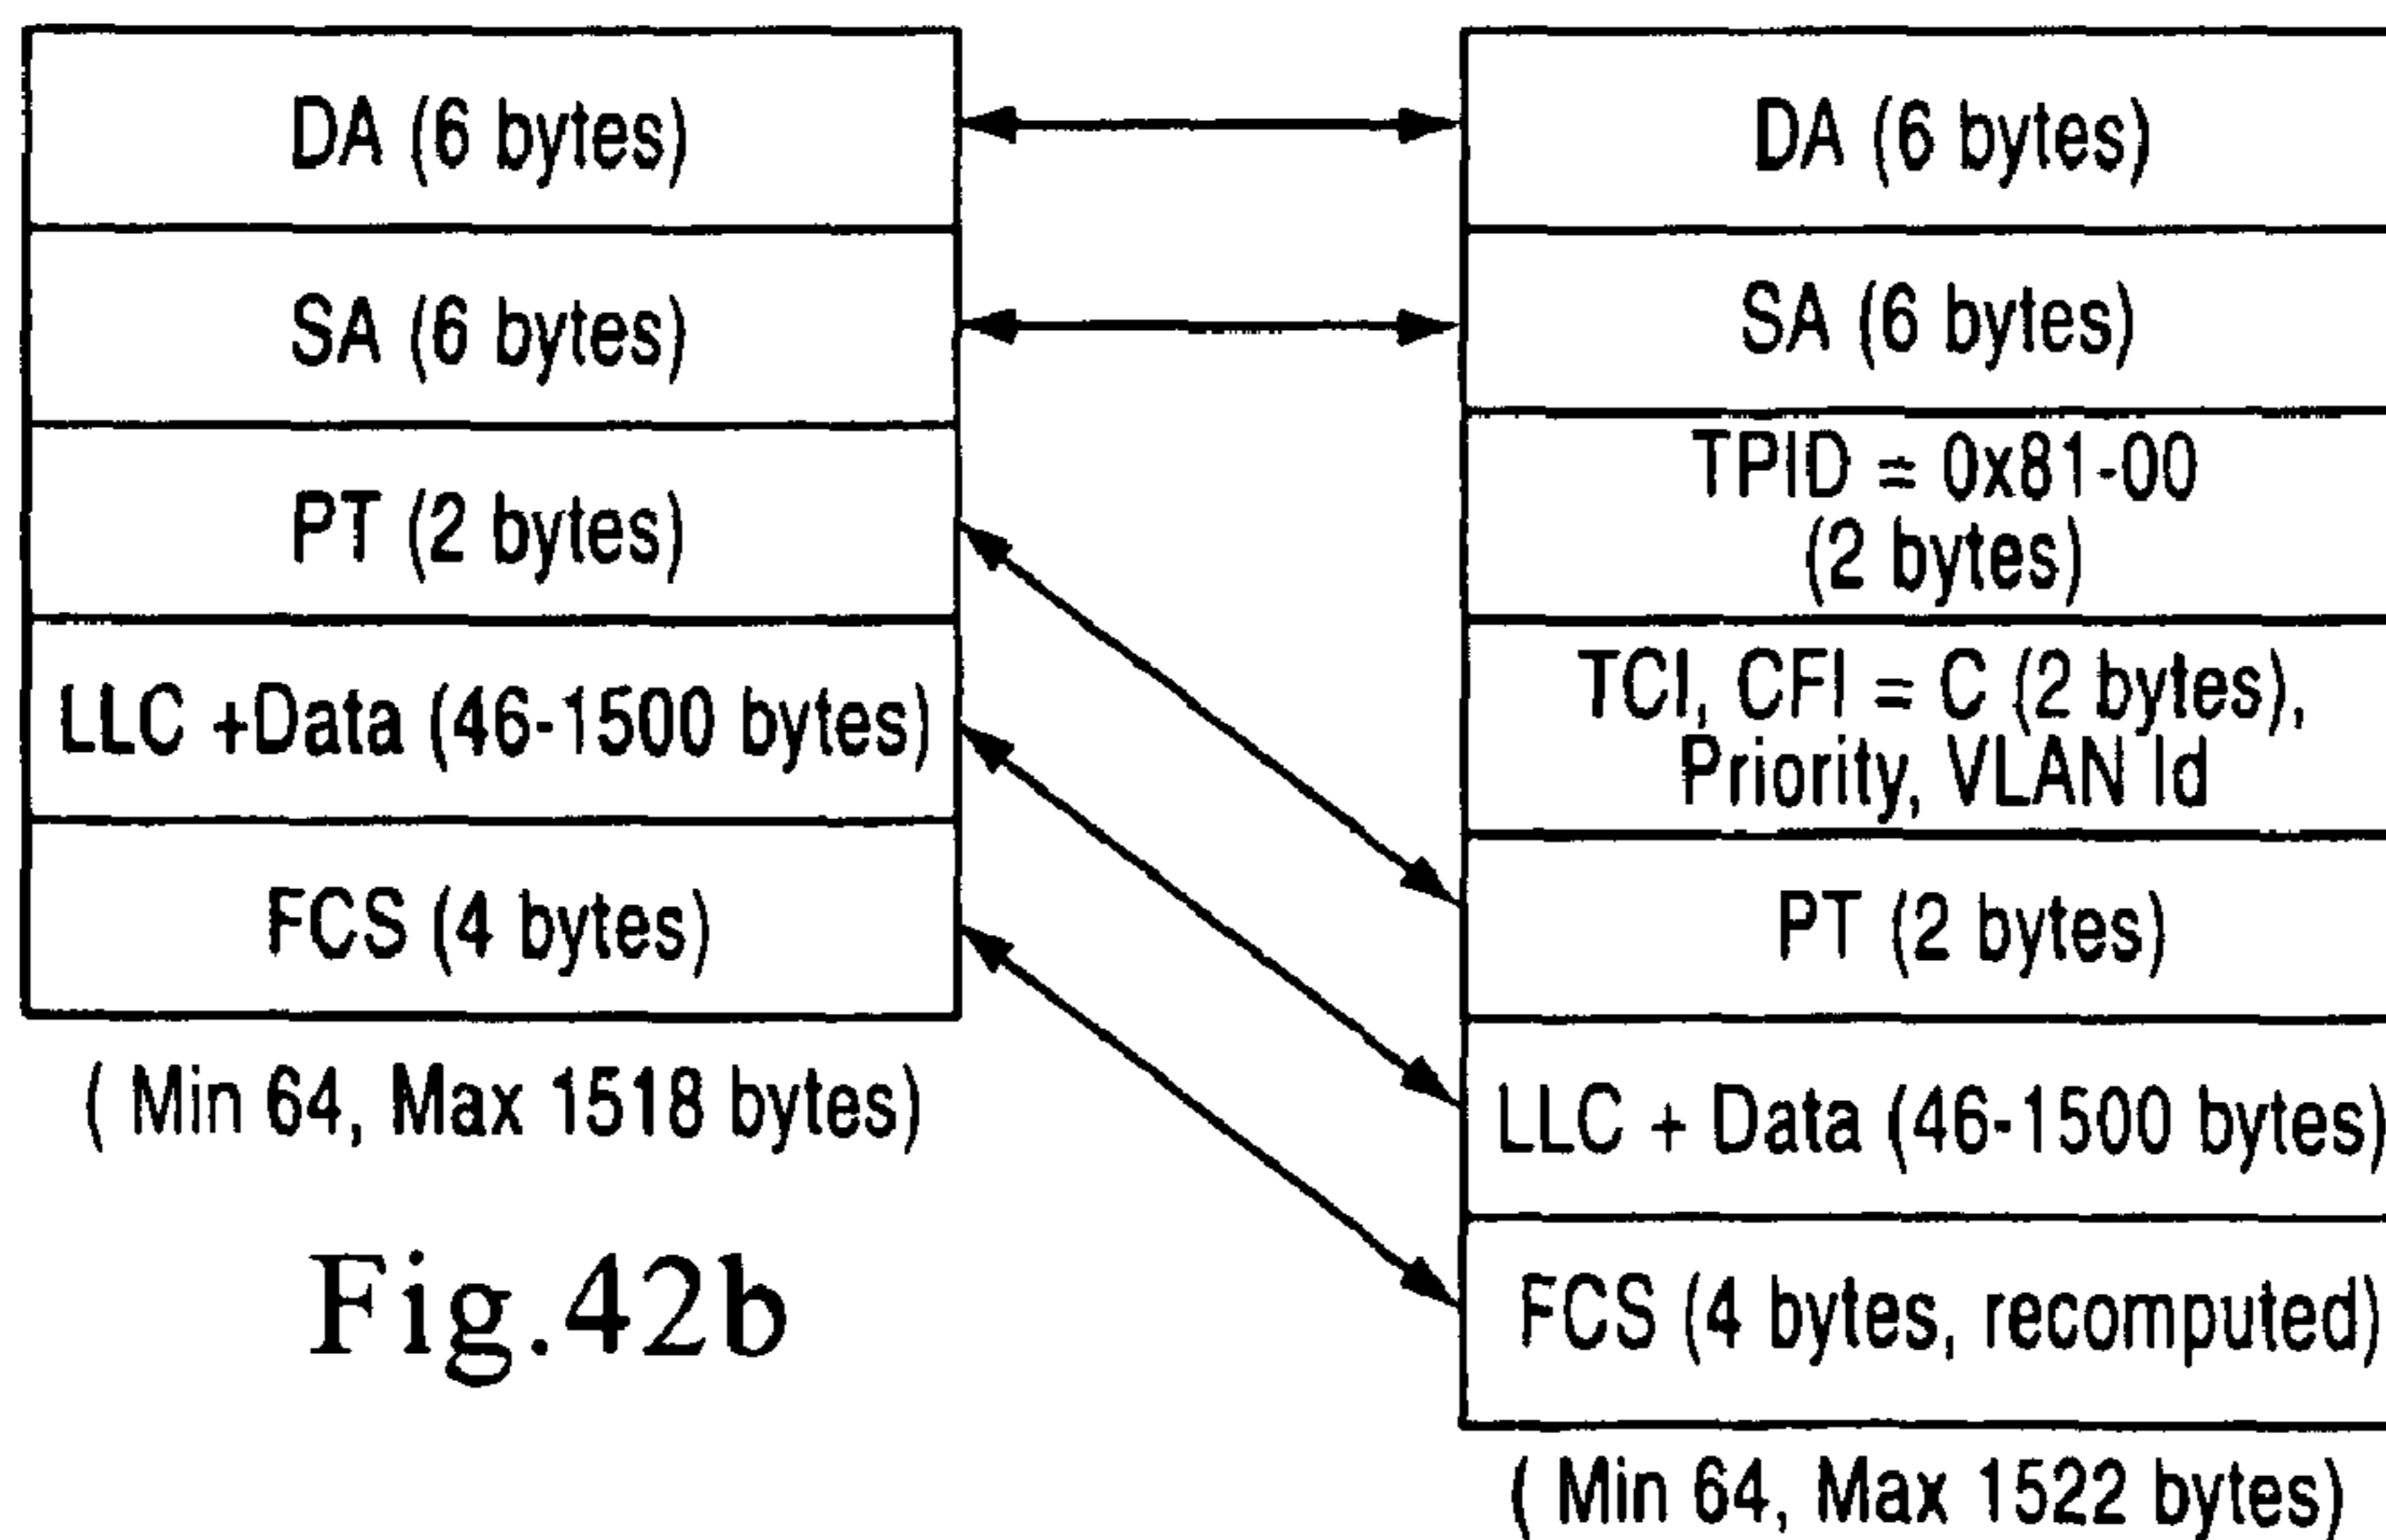 DA (6 bytes)
SA (6 bytes)
PT (2 bytes)
LLC +Data (46-1500 bytes)
FCS (4 bytes)
( Min 64, Max 1518 bytes)
Fig.42b
DA (6 bytes)
SA (6 bytes)
TPID = 0x81-00
(2 bytes)
TCI, CFI = C (2 bytes),
Priority, VLAN Id
PT (2 bytes)
LLC + Data (46-1500 bytes)
FCS (4 bytes, recomputed)
( Min 64, Max 1522 bytes)